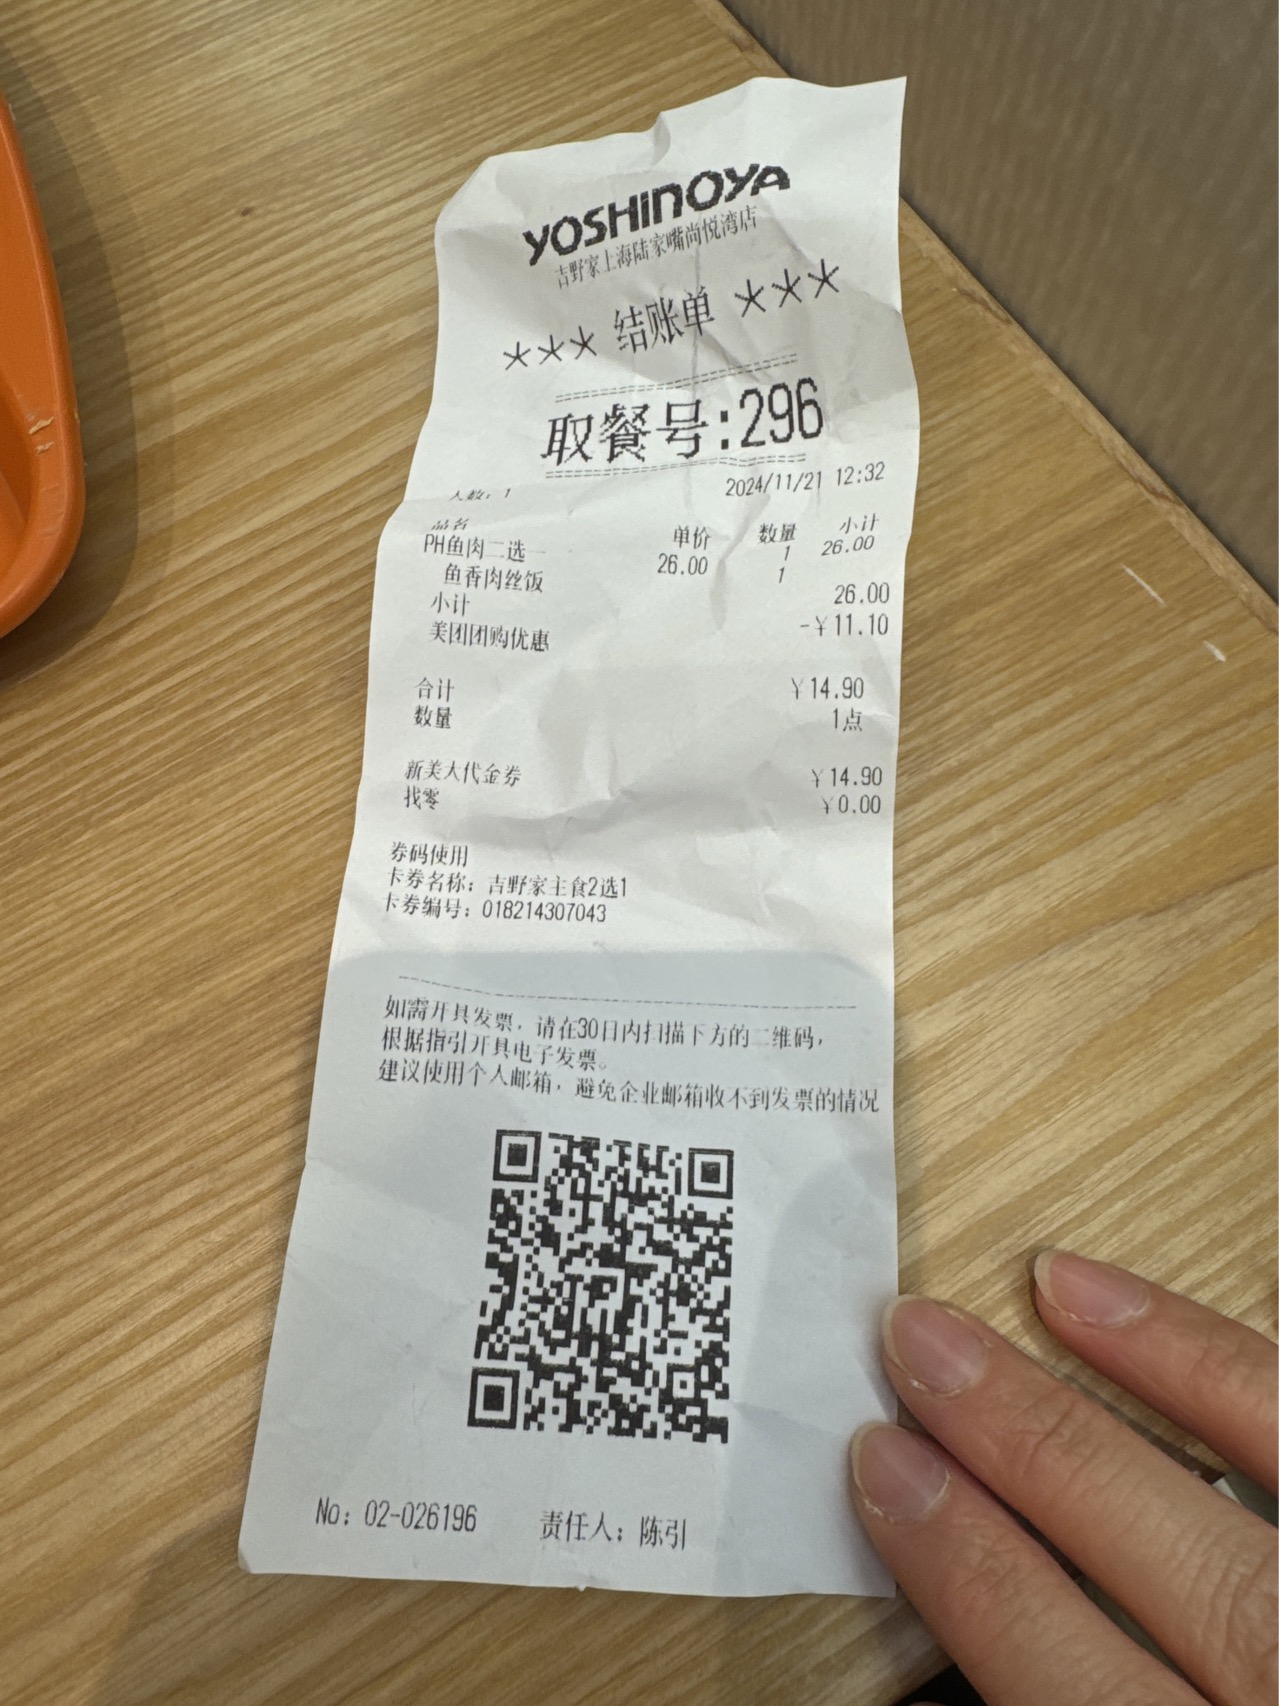 YOSHINOYA
吉野家上海陆家嘴尚悦湾店
*** 结账单 ***
取餐号:296
人数: 1 2024/11/21 12:32
品名 单价 数量 小计
PH鱼肉二选一 26.00 1 26.00
鱼香肉丝饭 1
小计 26.00
美团团购优惠 -¥11.10
合计 ¥14.90
数量 1点
新美大代金券 ¥14.90
找零 ¥0.00
券码使用
卡券名称: 吉野家主食2选1
卡券编号: 018214307043
如需开具发票, 请在30日内扫描下方的二维码,
根据指引开具电子发票。
建议使用个人邮箱, 避免企业邮箱收不到发票的情况
No: 02-026196 责任人: 陈引